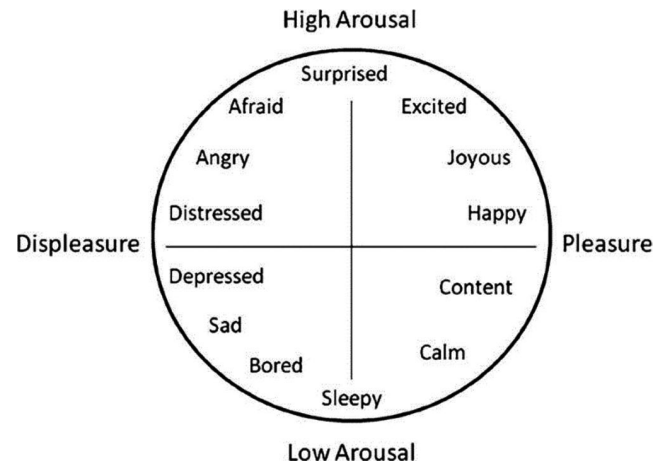 High Arousal
Surprised
Afraid
Excited
Angry
Joyous
Distressed
Happy
Displeasure
Pleasure
Depressed
Content
Sad
Calm
Bored
Sleepy
Low Arousal